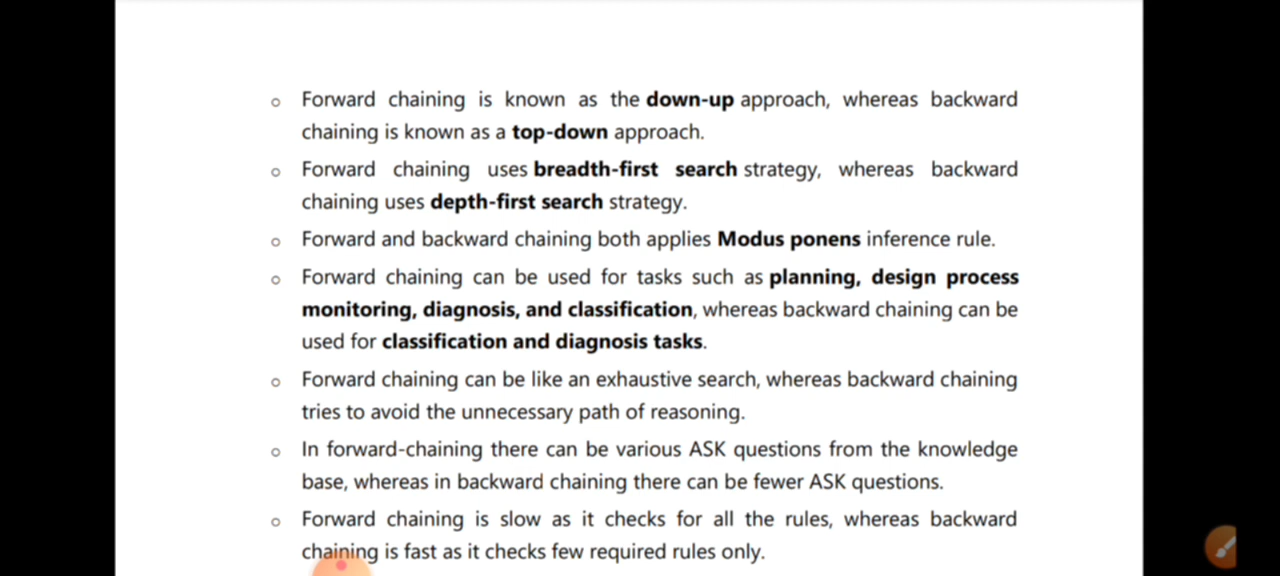 Forward chaining is known as the down-up approach, whereas backward
chaining is known as a top-down approach.
Forward chaining uses breadth-first search strategy, whereas backward
chaining uses depth-first search strategy.
Forward and backward chaining both applies Modus ponens inference rule.
Forward chaining can be used for tasks such as planning, design process
monitoring, diagnosis, and classification, whereas backward chaining can be
used for classification and diagnosis tasks.
Forward chaining can be like an exhaustive search, whereas backward chaining
tries to avoid the unnecessary path of reasoning.
In forward-chaining there can be various ASK questions from the knowledge
base, whereas in backward chaining there can be fewer ASK questions.
Forward chaining is slow as it checks for all the rules, whereas backward
chaining is fast as it checks few required rules only.